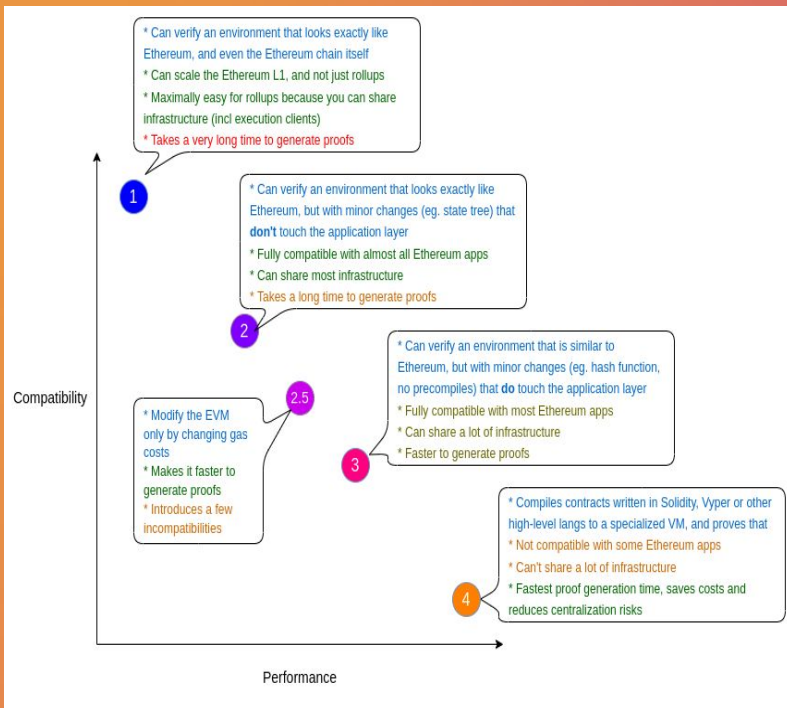 * Can verify an environment that looks exactly like
Ethereum, and even the Ethereum chain itself
* Can scale the Ethereum L1, and not just rollups
* Maximally easy for rollups because you can share
infrastructure (incl execution clients)
* Takes a very long time to generate proofs
1
* Can verify an environment that looks exactly like
Ethereum, but with minor changes (eg. state tree) that
don't touch the application layer
* Fully compatible with almost all Ethereum apps
* Can share most infrastructure
* Takes a long time to generate proofs
2
* Can verify an environment that is similar to
Ethereum, but with minor changes (eg. hash function,
no precompiles) that do touch the application layer
* Fully compatible with most Ethereum apps
* Can share a lot of infrastructure
* Faster to generate proofs
Compatibility
2.5
* Modify the EVM
only by changing gas
costs
* Makes it faster to
generate proofs
* Introduces a few
incompatibilities
3
* Compiles contracts written in Solidity, Vyper or other
high-level langs to a specialized VM, and proves that
* Not compatible with some Ethereum apps
* Can't share a lot of infrastructure
* Fastest proof generation time, saves costs and
reduces centralization risks
4
Performance